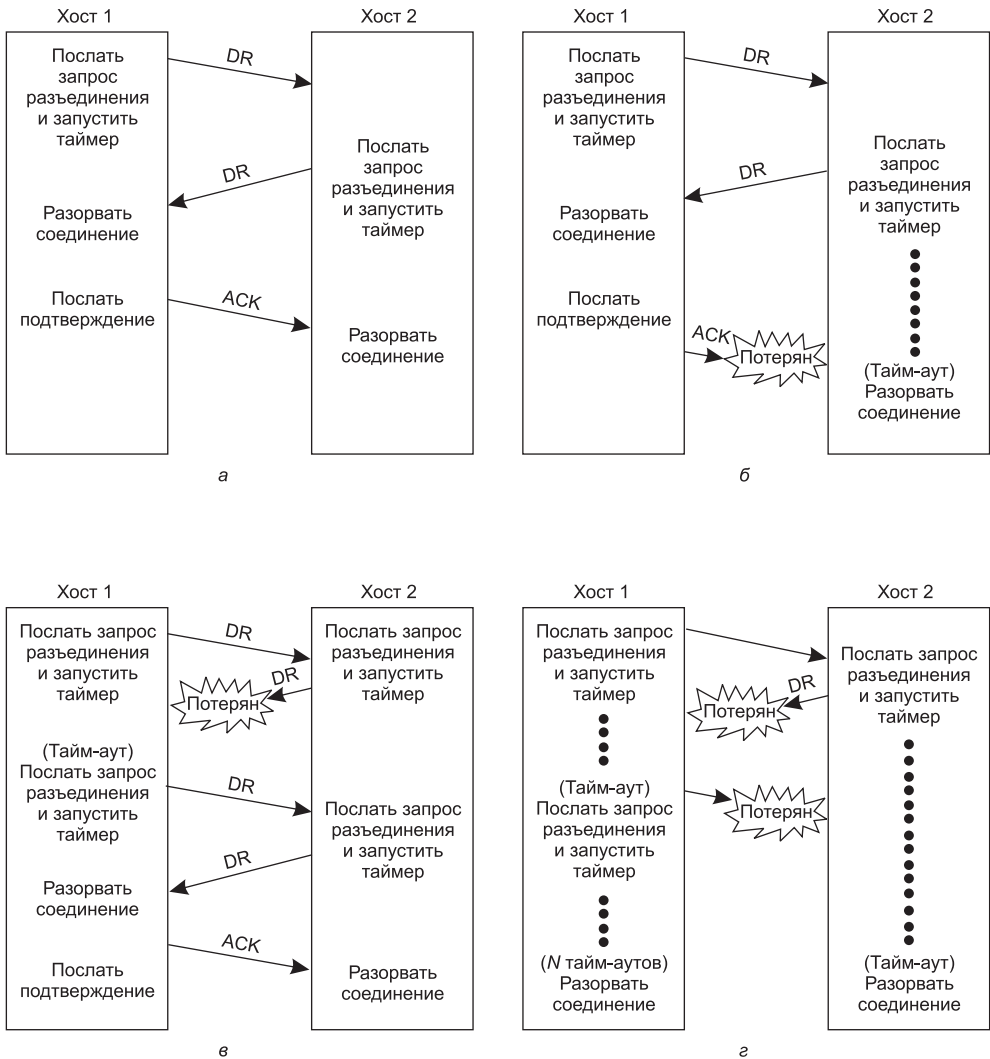 Хост 1
Хост 2
Послать
запрос
разъединения
и запустить
таймер
DR
Послать
запрос
разъединения
и запустить
таймер
DR
Разорвать
соединение
Послать
подтверждение
ACK
Разорвать
соединение
а
Хост 1
Хост 2
Послать
запрос
разъединения
и запустить
таймер
DR
Послать
запрос
разъединения
и запустить
таймер
DR
Разорвать
соединение
Послать
подтверждение
ACK
Потерян
(Тайм-аут)
Разорвать
соединение
б
Хост 1
Хост 2
Послать запрос
разъединения
и запустить
таймер
DR
Послать запрос
разъединения
и запустить
таймер
DR
Потерян
(Тайм-аут)
Послать запрос
разъединения
и запустить
таймер
DR
Послать запрос
разъединения
и запустить
таймер
DR
Разорвать
соединение
Послать
подтверждение
ACK
Разорвать
соединение
в
Хост 1
Хост 2
Послать запрос
разъединения
и запустить
таймер
Послать запрос
разъединения
и запустить
таймер
DR
Потерян
(Тайм-аут)
Послать запрос
разъединения
и запустить
таймер
Потерян
(N тайм-аутов)
Разорвать
соединение
(Тайм-аут)
Разорвать
соединение
г